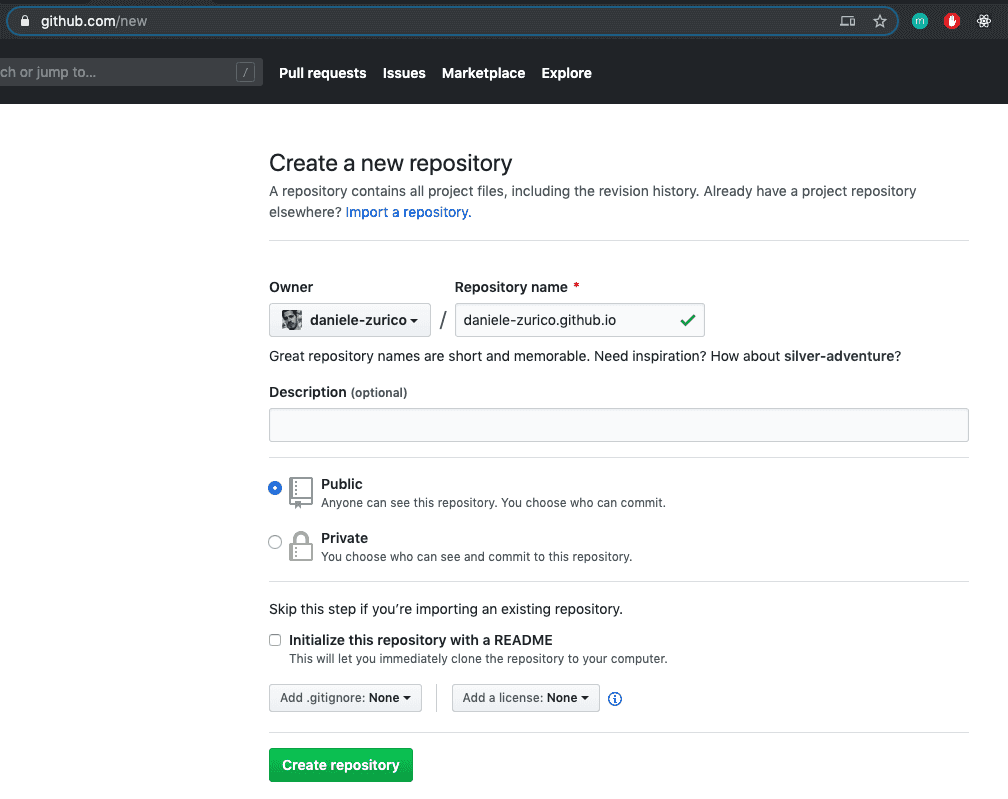 github.com/new
m
ch or jump to...
/
Pull requests Issues Marketplace Explore
Create a new repository
A repository contains all project files, including the revision history. Already have a project repository
elsewhere? Import a repository.
Owner Repository name *
daniele-zurico / daniele-zurico.github.io
Great repository names are short and memorable. Need inspiration? How about silver-adventure?
Description (optional)
Public
Anyone can see this repository. You choose who can commit.
Private
You choose who can see and commit to this repository.
Skip this step if you’re importing an existing repository.
Initialize this repository with a README
This will let you immediately clone the repository to your computer.
Add .gitignore: None Add a license: None
Create repository